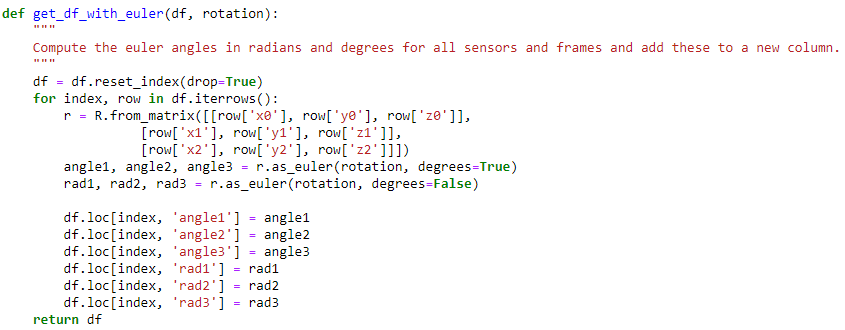 def get_df_with_euler(df, rotation):
    """
    Compute the euler angles in radians and degrees for all sensors and frames and add these to a new column.
    """
    df = df.reset_index(drop=True)
    for index, row in df.iterrows():
        r = R.from_matrix([[row['x0'], row['y0'], row['z0']],
                  [row['x1'], row['y1'], row['z1']],
                  [row['x2'], row['y2'], row['z2']]])
        angle1, angle2, angle3 = r.as_euler(rotation, degrees=True)
        rad1, rad2, rad3 = r.as_euler(rotation, degrees=False)

        df.loc[index, 'angle1'] = angle1
        df.loc[index, 'angle2'] = angle2
        df.loc[index, 'angle3'] = angle3
        df.loc[index, 'rad1'] = rad1
        df.loc[index, 'rad2'] = rad2
        df.loc[index, 'rad3'] = rad3
    return df